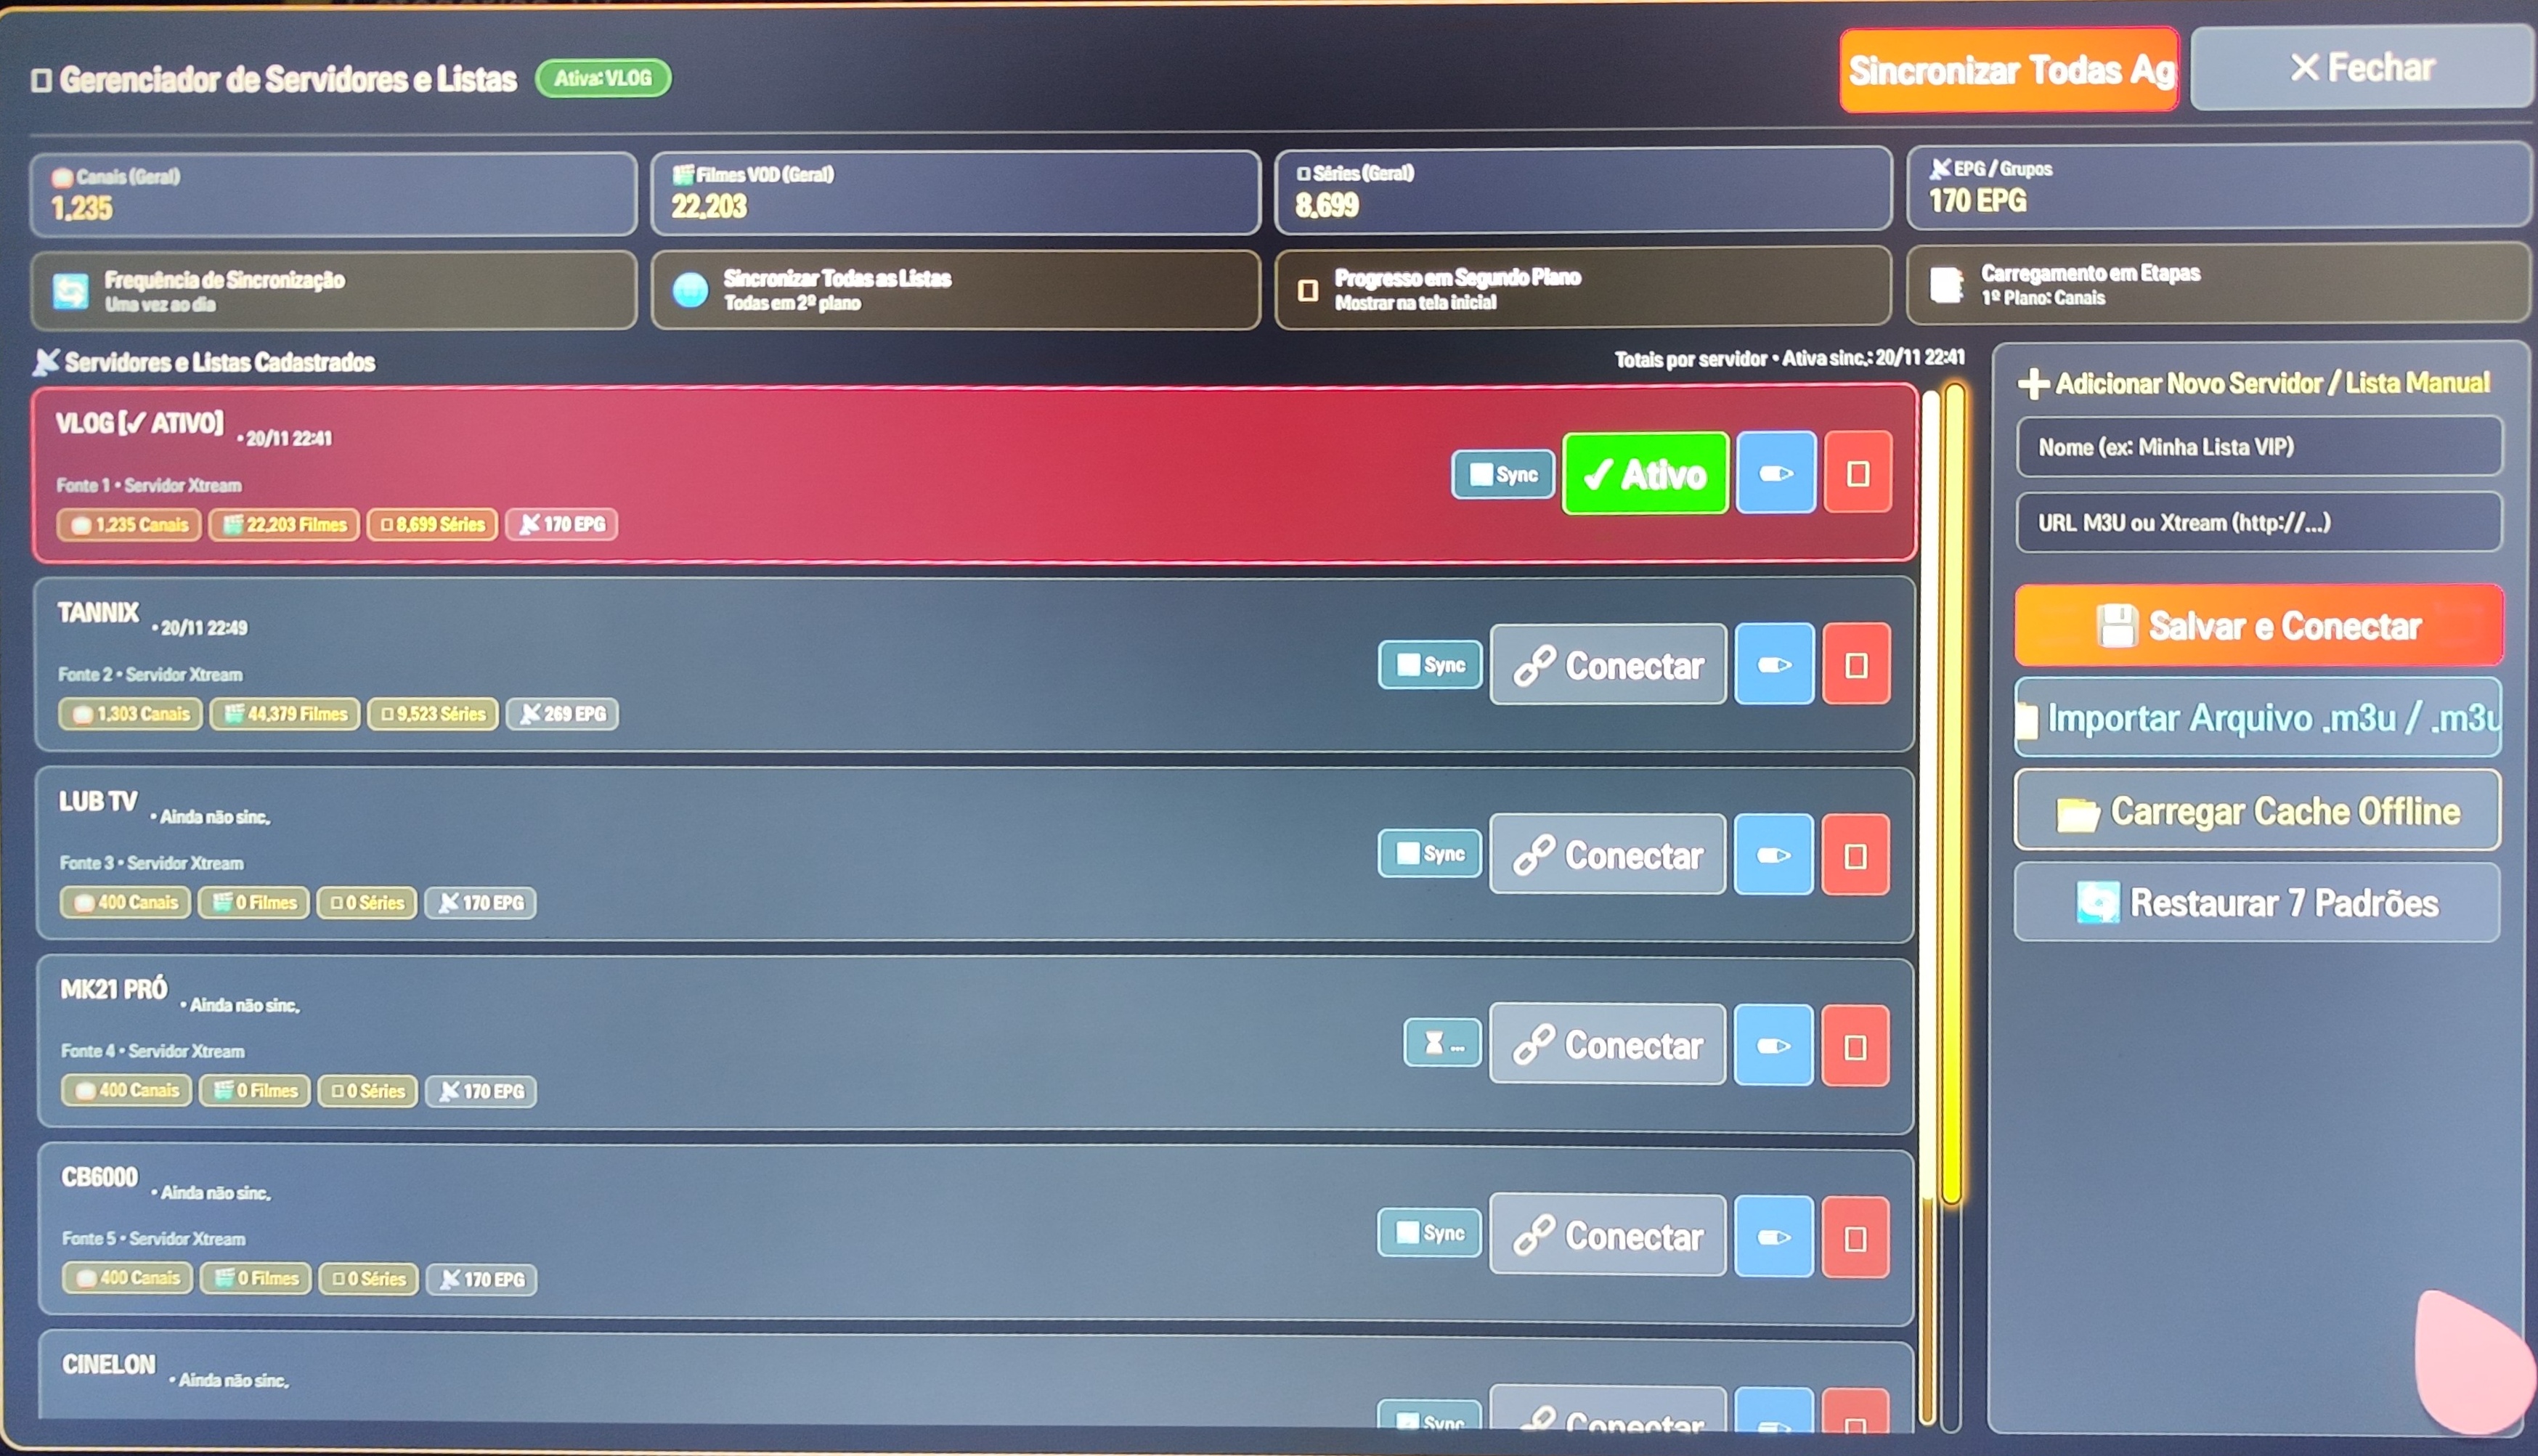 Gerenciador de Servidores e Listas
Ativa: VLOG
Sincronizar Todas Ag
✕ Fechar
Canais (Geral)
1.235
Filmes VOD (Geral)
22.203
Séries (Geral)
8.699
EPG / Grupos
170 EPG
Frequência de Sincronização
Uma vez ao dia
Sincronizar Todas as Listas
Todas em 2º plano
Progresso em Segundo Plano
Mostrar na tela inicial
Carregamento em Etapas
1º Plano: Canais
Servidores e Listas Cadastrados
Totais por servidor • Ativa sinc.: 20/11 22:41
VLOG [✓ ATIVO] • 20/11 22:41
Fonte 1 • Servidor Xtream
1.235 Canais 22.203 Filmes 8.699 Séries 170 EPG
Sync ✓ Ativo
TANNIX • 20/11 22:49
Fonte 2 • Servidor Xtream
1.303 Canais 44.379 Filmes 9.523 Séries 269 EPG
Sync Conectar
LUB TV • Ainda não sinc.
Fonte 3 • Servidor Xtream
400 Canais 0 Filmes 0 Séries 170 EPG
Sync Conectar
MK21 PRÓ • Ainda não sinc.
Fonte 4 • Servidor Xtream
400 Canais 0 Filmes 0 Séries 170 EPG
... Conectar
CB6000 • Ainda não sinc.
Fonte 5 • Servidor Xtream
400 Canais 0 Filmes 0 Séries 170 EPG
Sync Conectar
CINELON • Ainda não sinc.
Sync Conectar
+ Adicionar Novo Servidor / Lista Manual
Nome (ex: Minha Lista VIP)
URL M3U ou Xtream (http://...)
Salvar e Conectar
Importar Arquivo .m3u / .m3u
Carregar Cache Offline
Restaurar 7 Padrões